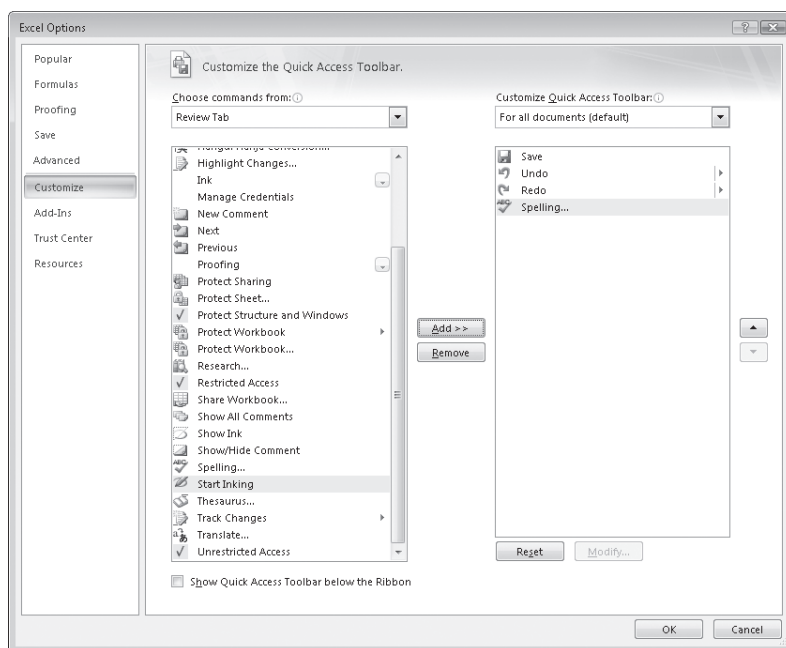 Excel Options
Popular
Formulas
Proofing
Save
Advanced
Customize
Add-Ins
Trust Center
Resources
Customize the Quick Access Toolbar.
Choose commands from:
Review Tab
Highlight Changes...
Ink
Manage Credentials
New Comment
Next
Previous
Proofing
Protect Sharing
Protect Sheet...
Protect Structure and Windows
Protect Workbook
Protect Workbook...
Research...
Restricted Access
Share Workbook...
Show All Comments
Show Ink
Show/Hide Comment
Spelling...
Start Inking
Thesaurus...
Track Changes
Translate...
Unrestricted Access
Show Quick Access Toolbar below the Ribbon
Add >>
Remove
Customize Quick Access Toolbar:
For all documents (default)
Save
Undo
Redo
Spelling...
Reset
Modify...
OK
Cancel